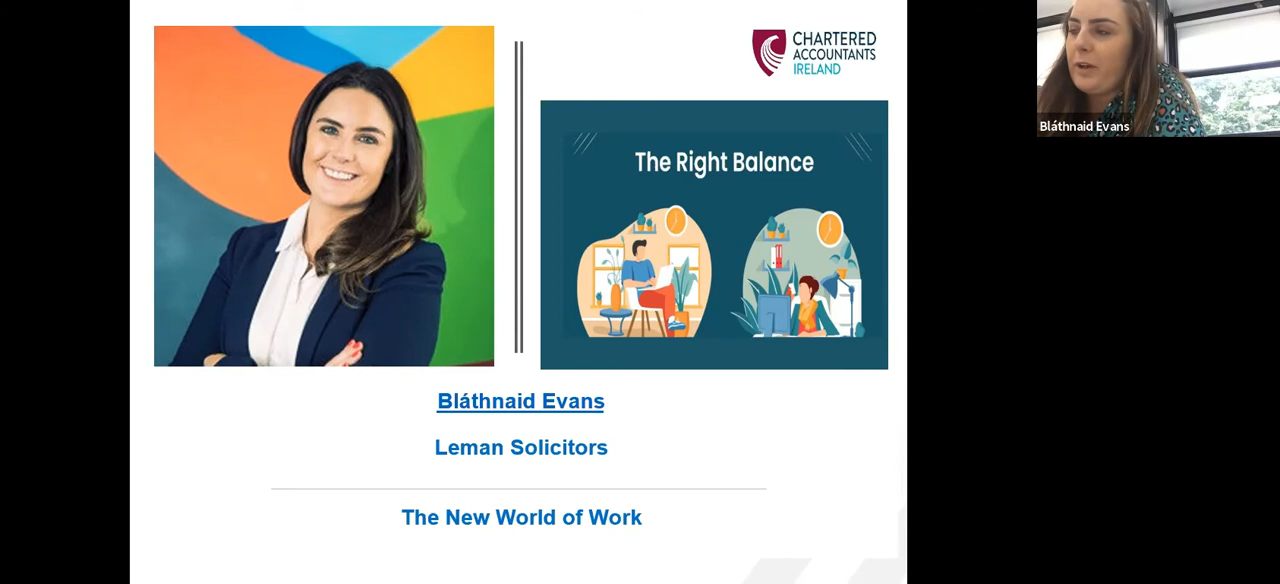 CHARTERED
ACCOUNTANTS
IRELAND
The Right Balance
Bláthnaid Evans
Leman Solicitors
The New World of Work
Bláthnaid Evans